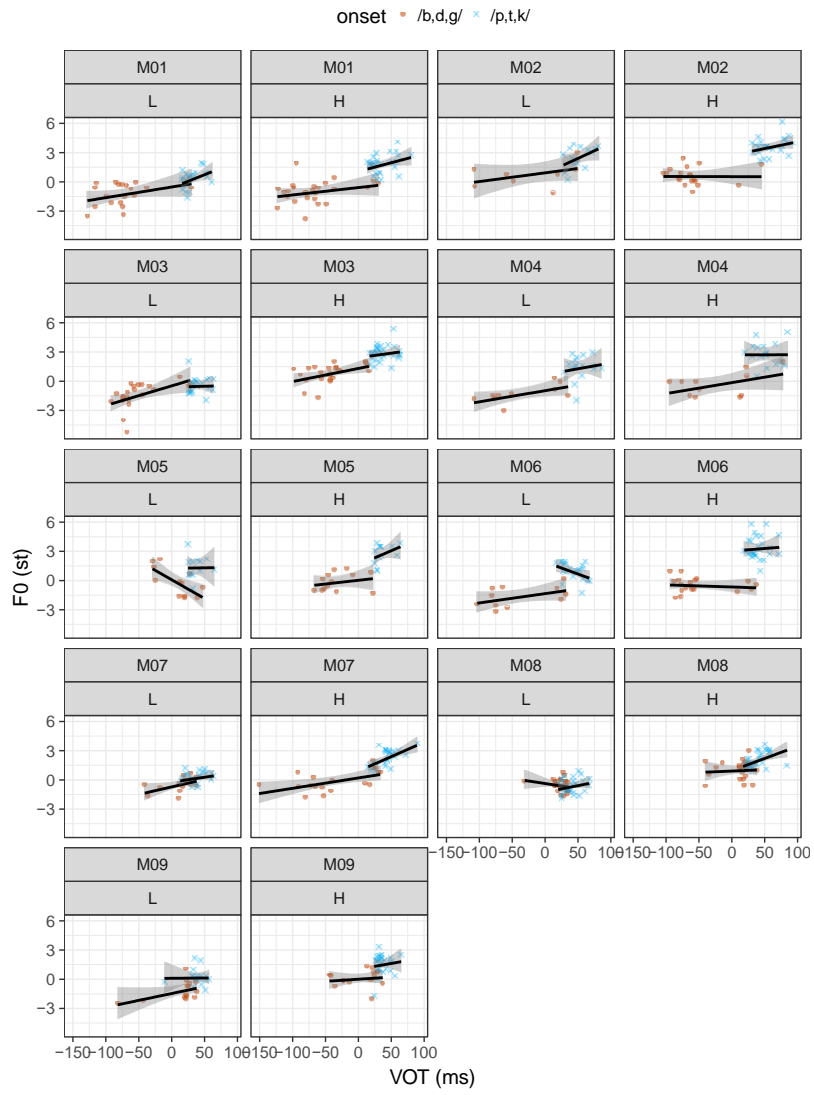 onset /b,d,g/ /p,t,k/
M01 M01 M02 M02
L H L H
6
3
0
−3
M03 M03 M04 M04
L H L H
6
3
0
−3
M05 M05 M06 M06
L H L H
6
3
0
−3
F0 (st)
M07 M07 M08 M08
L H L H
6
3
0
−3
−150 −100 −50 0 50 100 −150 −100 −50 0 50 100
M09 M09
L H
6
3
0
−3
−150 −100 −50 0 50 100 −150 −100 −50 0 50 100
VOT (ms)